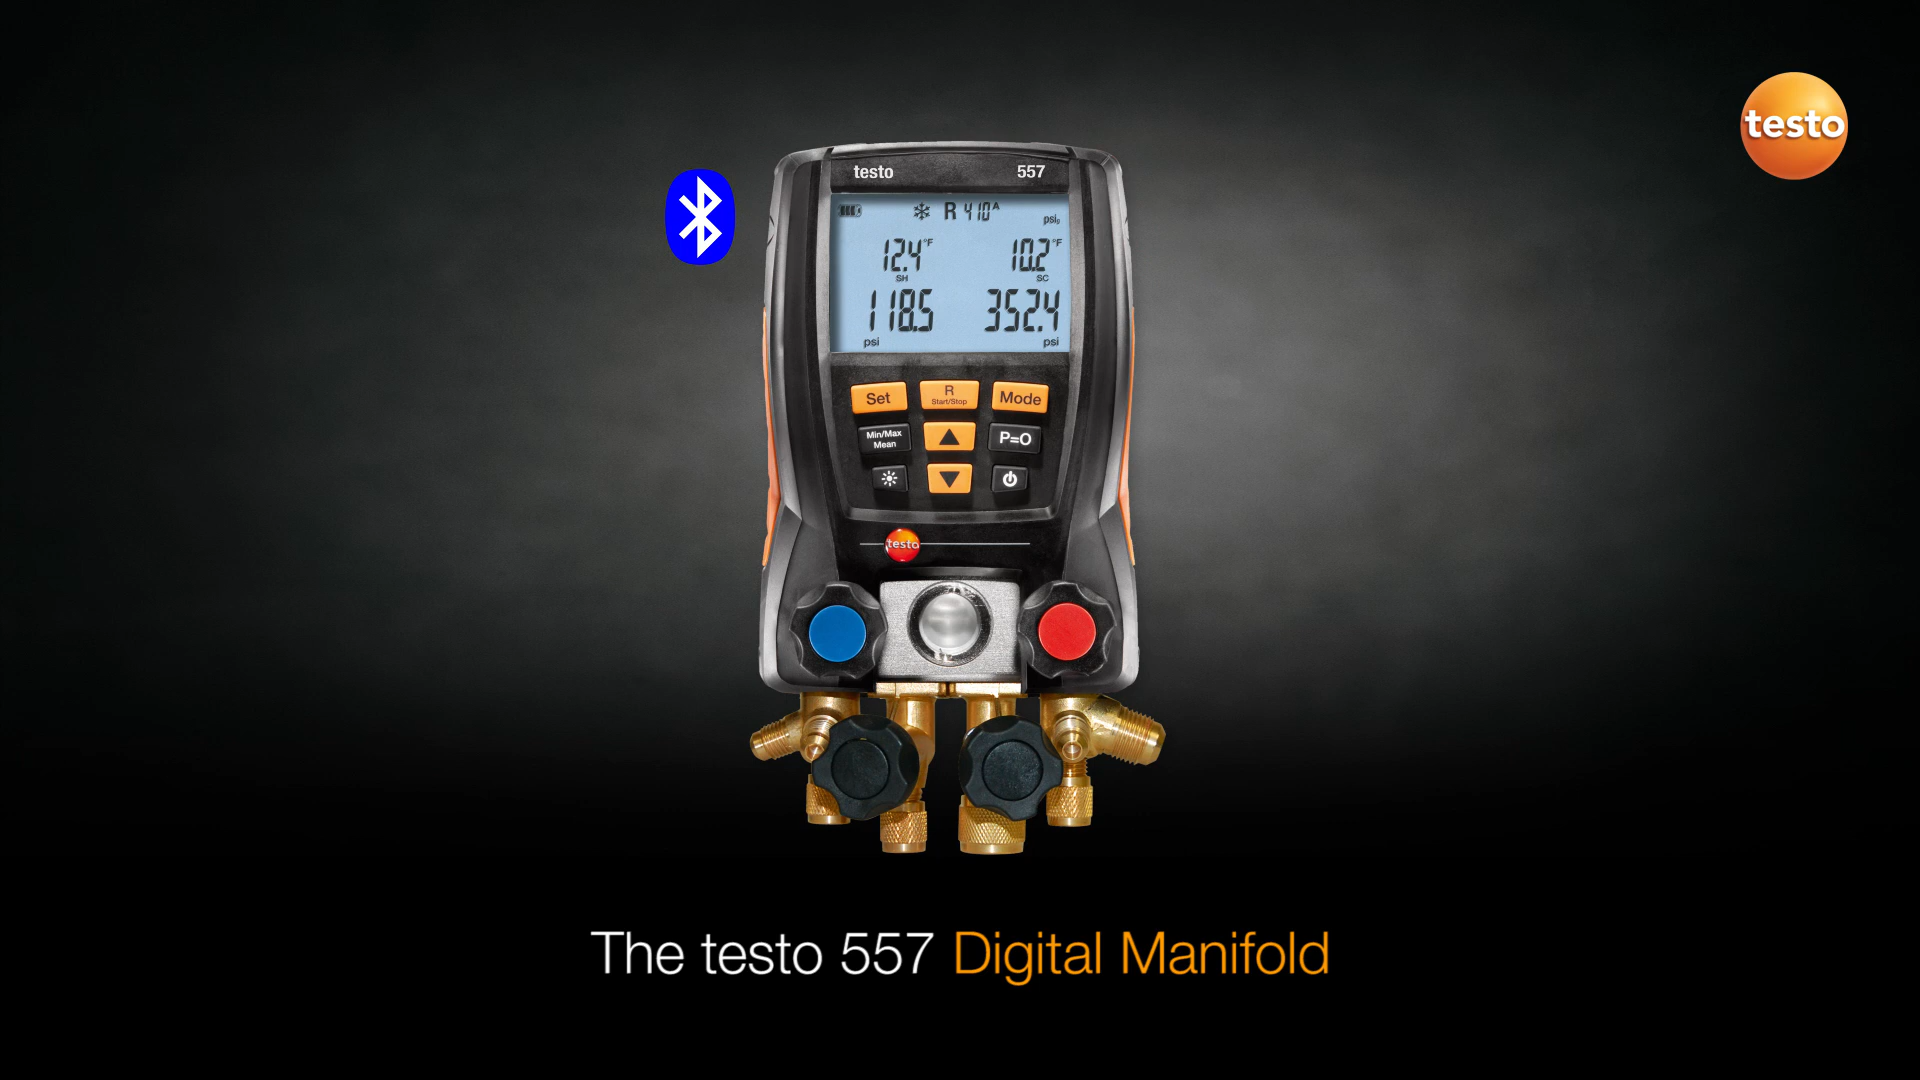 testo
testo 557
R 410A
psig
12.4 °F 10.2 °F
SH SC
118.5 352.4
psi psi
Set R Start/Stop Mode
Min/Max Mean P=O
testo
The testo 557 Digital Manifold